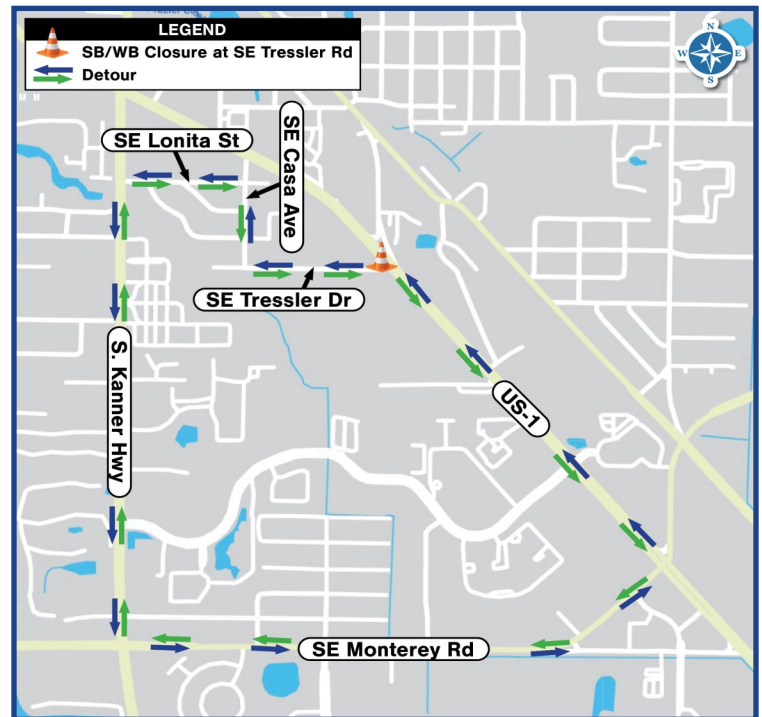 LEGEND
SB/WB Closure at SE Tressler Rd
Detour
N
W
E
S
SE Lonita St
SE Casa Ave
SE Tressler Dr
S. Kanner Hwy
US-1
SE Monterey Rd